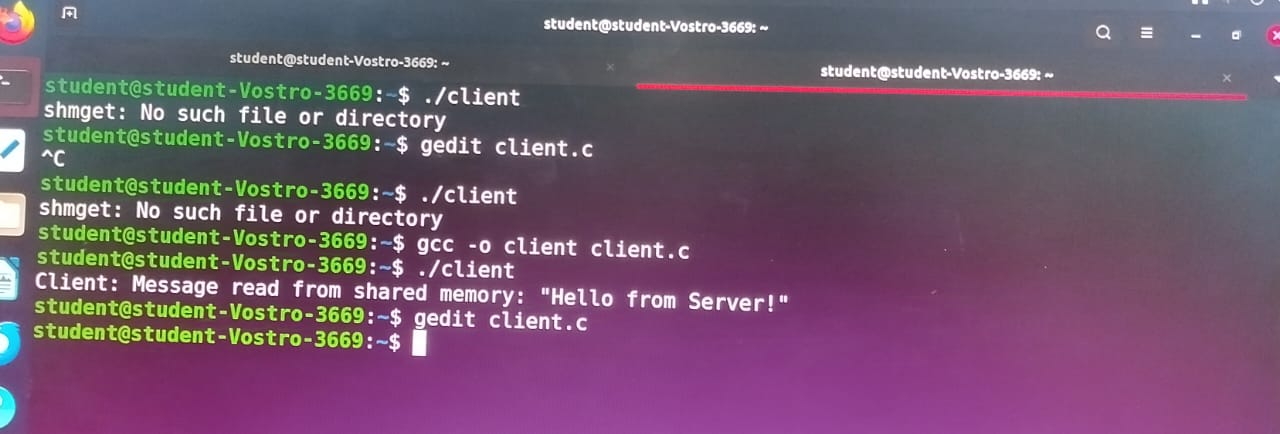 student@student-Vostro-3669: ~
student@student-Vostro-3669: ~
student@student-Vostro-3669: ~
student@student-Vostro-3669:~$ ./client
shmget: No such file or directory
student@student-Vostro-3669:~$ gedit client.c
^C
student@student-Vostro-3669:~$ ./client
shmget: No such file or directory
student@student-Vostro-3669:~$ gcc -o client client.c
student@student-Vostro-3669:~$ ./client
Client: Message read from shared memory: "Hello from Server!"
student@student-Vostro-3669:~$ gedit client.c
student@student-Vostro-3669:~$